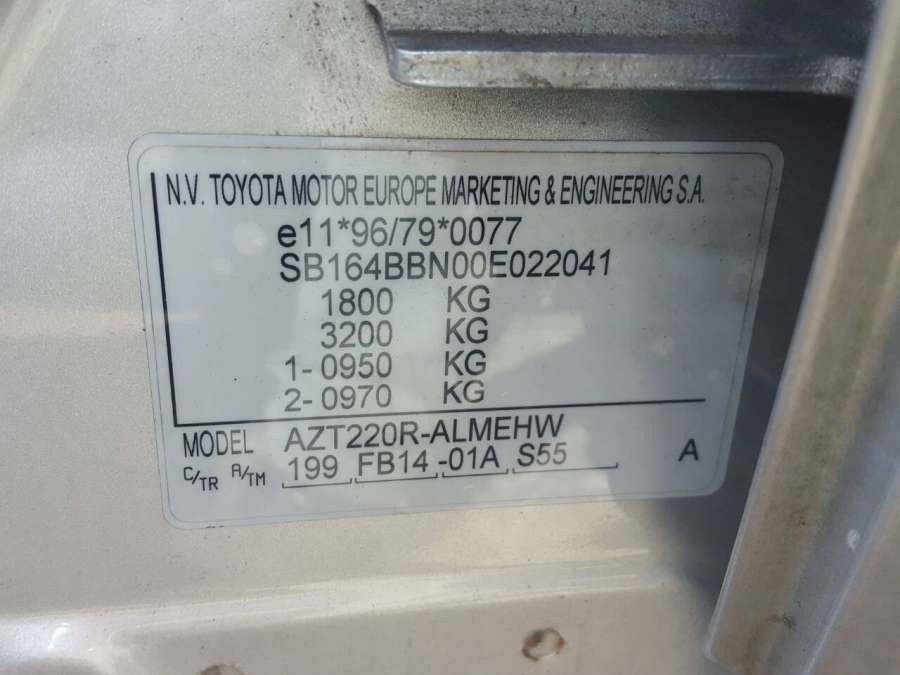 N.V. TOYOTA MOTOR EUROPE MARKETING & ENGINEERING S.A.
e11*96/79*0077
SB164BBN00E022041
1800 KG
3200 KG
1- 0950 KG
2- 0970 KG
MODEL AZT220R-ALMEHW
C/TR A/TM 199 FB14 -01A S55 A